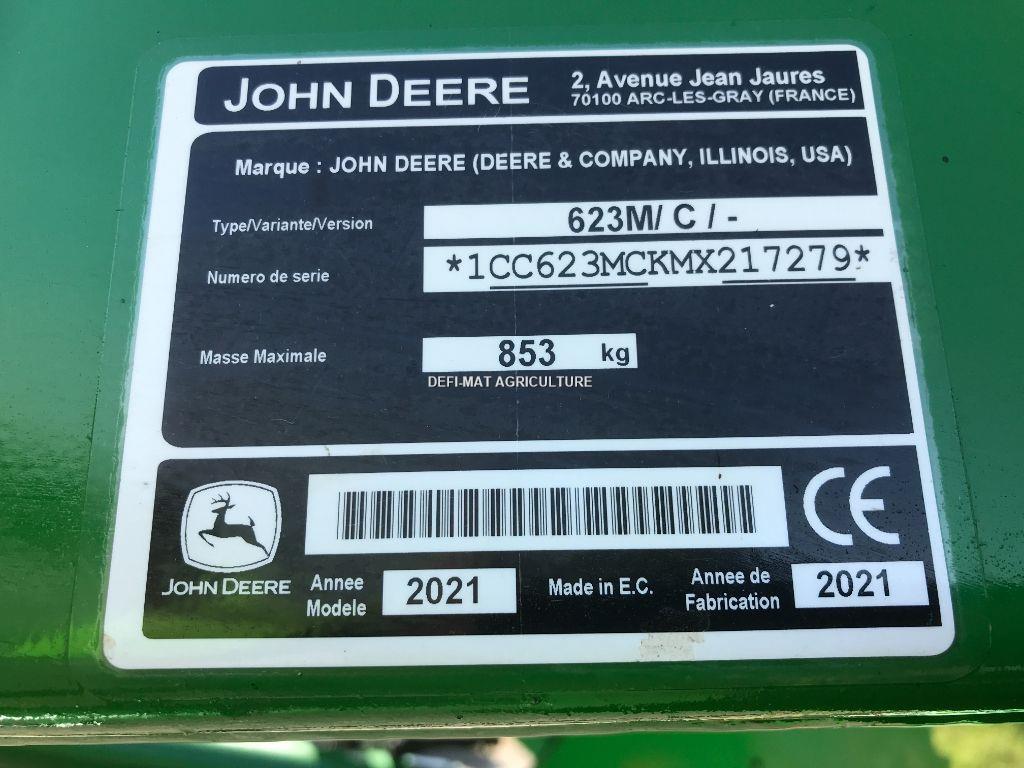 JOHN DEERE
2, Avenue Jean Jaures
70100 ARC-LES-GRAY (FRANCE)
Marque : JOHN DEERE (DEERE & COMPANY, ILLINOIS, USA)
Type/Variante/Version 623M/ C / -
Numero de serie *1CC623MCKMX217279*
Masse Maximale 853 kg
DEFI-MAT AGRICULTURE
CE
JOHN DEERE
Annee
Modele
2021
Made in E.C.
Annee de
Fabrication
2021